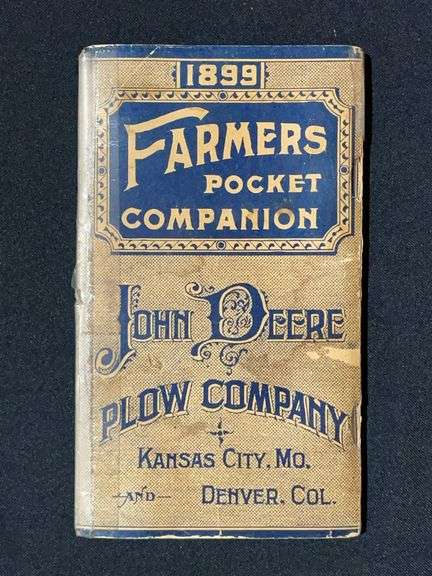 1899
FARMERS
POCKET
COMPANION
JOHN DEERE
PLOW COMPANY
KANSAS CITY, MO.
AND DENVER, COL.